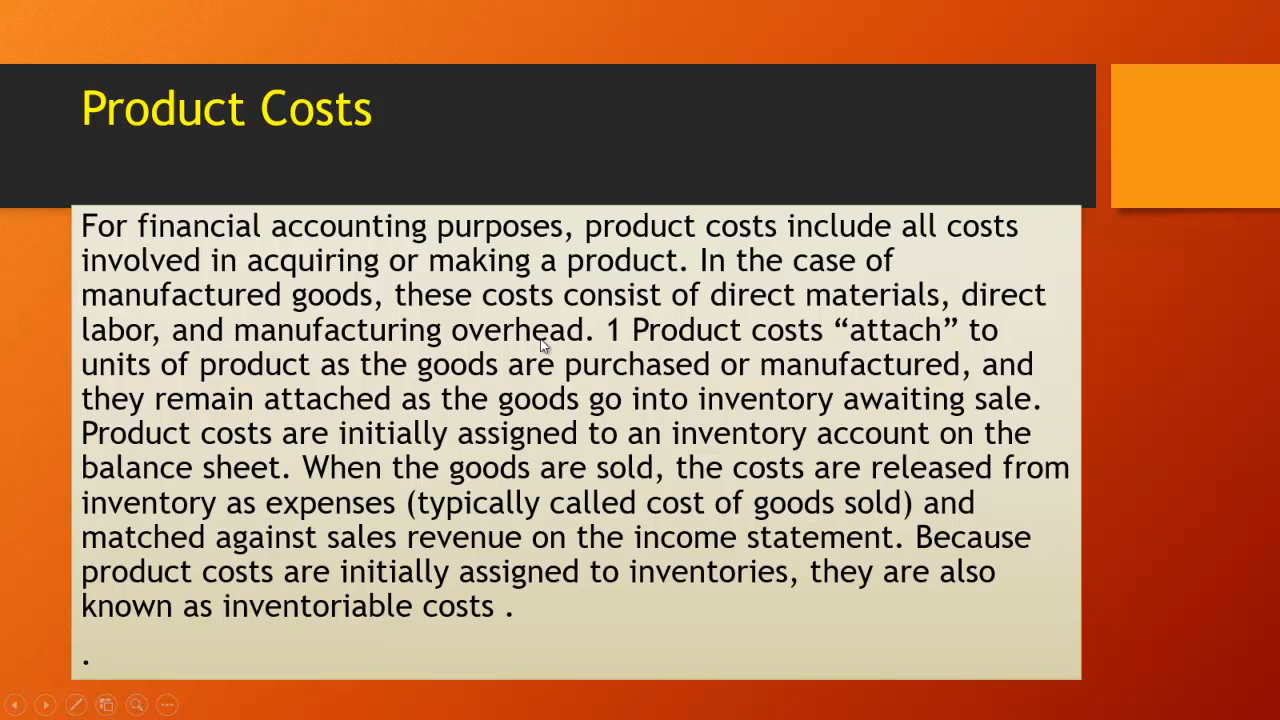 Product Costs
For financial accounting purposes, product costs include all costs
involved in acquiring or making a product. In the case of
manufactured goods, these costs consist of direct materials, direct
labor, and manufacturing overhead. 1 Product costs “attach” to
units of product as the goods are purchased or manufactured, and
they remain attached as the goods go into inventory awaiting sale.
Product costs are initially assigned to an inventory account on the
balance sheet. When the goods are sold, the costs are released from
inventory as expenses (typically called cost of goods sold) and
matched against sales revenue on the income statement. Because
product costs are initially assigned to inventories, they are also
known as inventoriable costs .
.